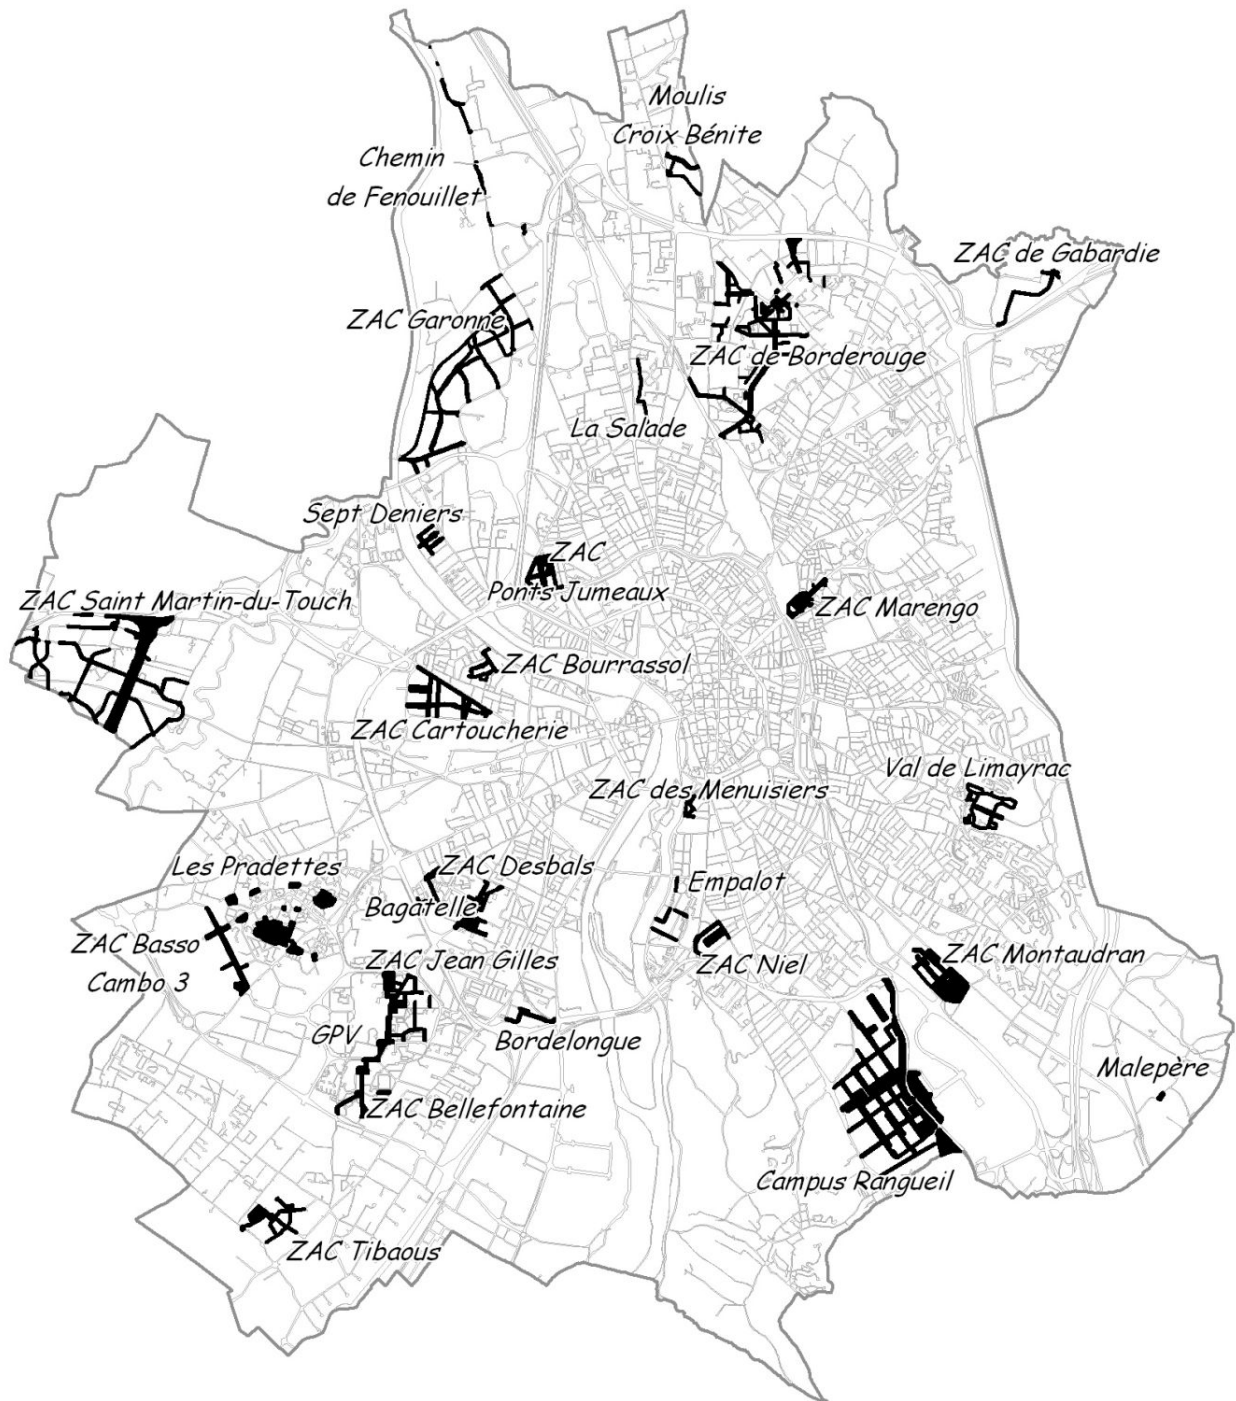 Moulis
Croix Bénite
Chemin
de Fenouillet
ZAC de Gabardie
ZAC Garonne
ZAC de Borderouge
La Salade
Sept Deniers
ZAC
Ponts Jumeaux
ZAC Saint Martin-du-Touch
ZAC Marengo
ZAC Bourrassol
ZAC Cartoucherie
Val de Limayrac
ZAC des Menuisiers
Les Pradettes
ZAC Desbals
Empalot
Bagatelle
ZAC Basso
Cambo 3
ZAC Jean Gilles
ZAC Niel
ZAC Montaudran
GPV
Bordelongue
Malepère
ZAC Bellefontaine
Campus Rangueil
ZAC Tibaous